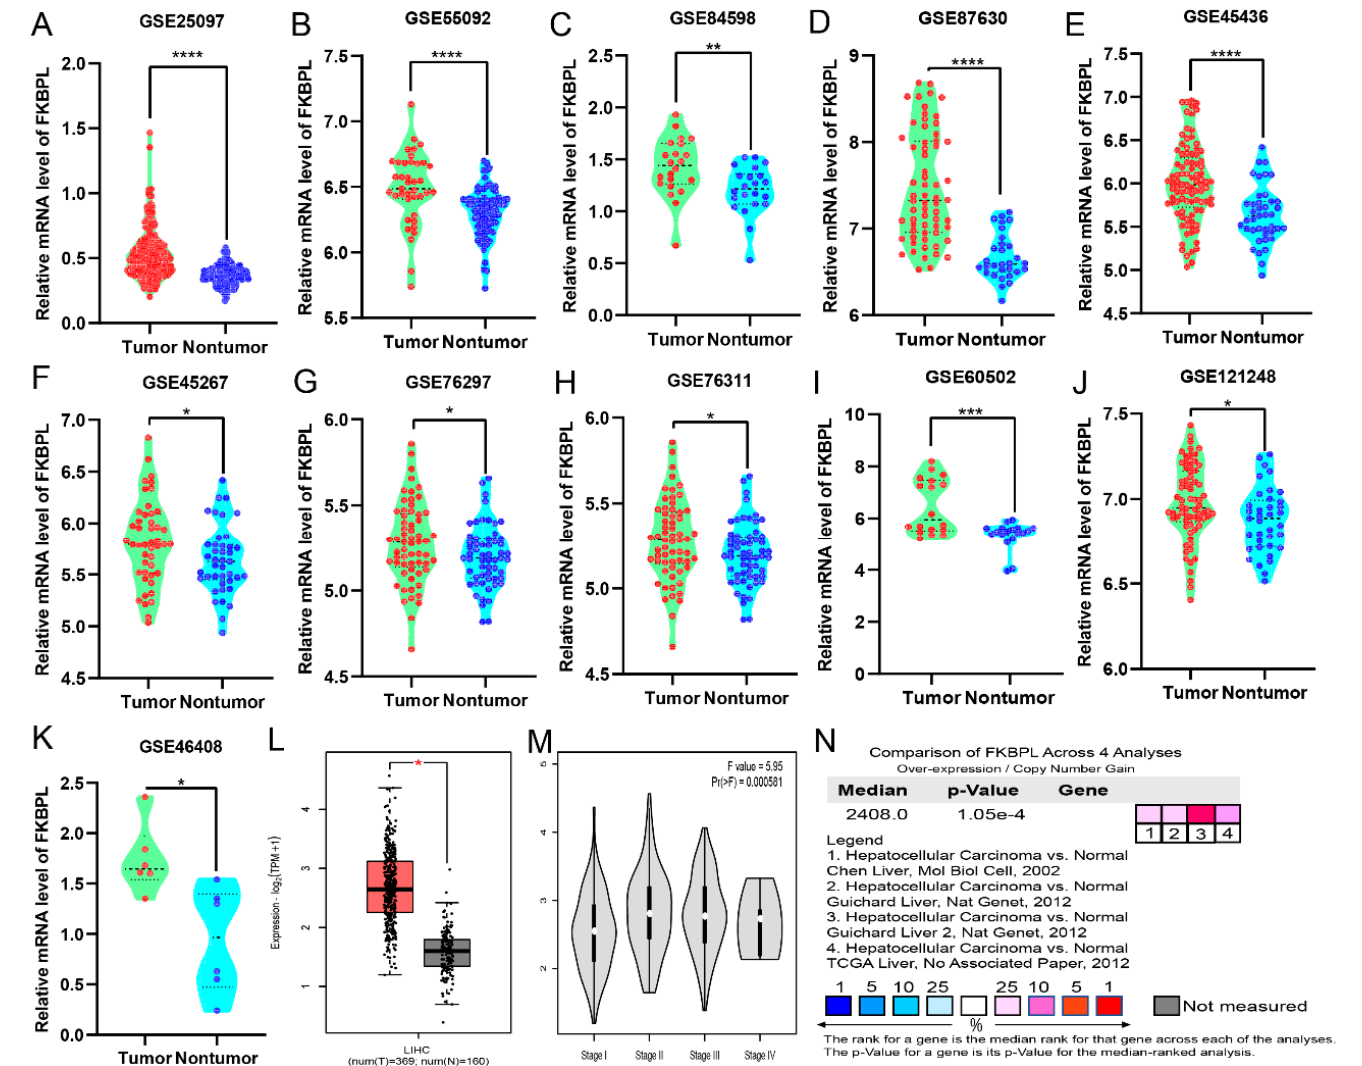 A
GSE25097
Relative mRNA level of FKBPL
2.0
1.5
1.0
0.5
0.0
****
Tumor Nontumor
B
GSE55092
Relative mRNA level of FKBPL
7.5
7.0
6.5
6.0
5.5
****
Tumor Nontumor
C
GSE84598
Relative mRNA level of FKBPL
2.5
2.0
1.5
1.0
0.5
0.0
**
Tumor Nontumor
D
GSE87630
Relative mRNA level of FKBPL
9
8
7
6
****
Tumor Nontumor
E
GSE45436
Relative mRNA level of FKBPL
7.5
7.0
6.5
6.0
5.5
5.0
4.5
****
Tumor Nontumor
F
GSE45267
Relative mRNA level of FKBPL
7.0
6.5
6.0
5.5
5.0
4.5
*
Tumor Nontumor
G
GSE76297
Relative mRNA level of FKBPL
6.0
5.5
5.0
4.5
*
Tumor Nontumor
H
GSE76311
Relative mRNA level of FKBPL
6.0
5.5
5.0
4.5
*
Tumor Nontumor
I
GSE60502
Relative mRNA level of FKBPL
10
8
6
4
2
0
***
Tumor Nontumor
J
GSE121248
Relative mRNA level of FKBPL
7.5
7.0
6.5
6.0
*
Tumor Nontumor
K
GSE46408
Relative mRNA level of FKBPL
2.5
2.0
1.5
1.0
0.5
0.0
*
Tumor Nontumor
L
Expression - log2(TPM+1)
4
3
2
1
*
LIHC
(num(T)=369; num(N)=160)
M
F value = 5.95
Pr(>F) = 0.000581
5
4
3
2
Stage I Stage II Stage III Stage IV
N
Comparison of FKBPL Across 4 Analyses
Over-expression / Copy Number Gain
Median p-Value Gene
2408.0 1.05e-4
1 2 3 4
Legend
1. Hepatocellular Carcinoma vs. Normal
Chen Liver, Mol Biol Cell, 2002
2. Hepatocellular Carcinoma vs. Normal
Guichard Liver, Nat Genet, 2012
3. Hepatocellular Carcinoma vs. Normal
Guichard Liver 2, Nat Genet, 2012
4. Hepatocellular Carcinoma vs. Normal
TCGA Liver, No Associated Paper, 2012
1 5 10 25 25 10 5 1
Not measured
%
The rank for a gene is the median rank for that gene across each of the analyses.
The p-Value for a gene is its p-Value for the median-ranked analysis.